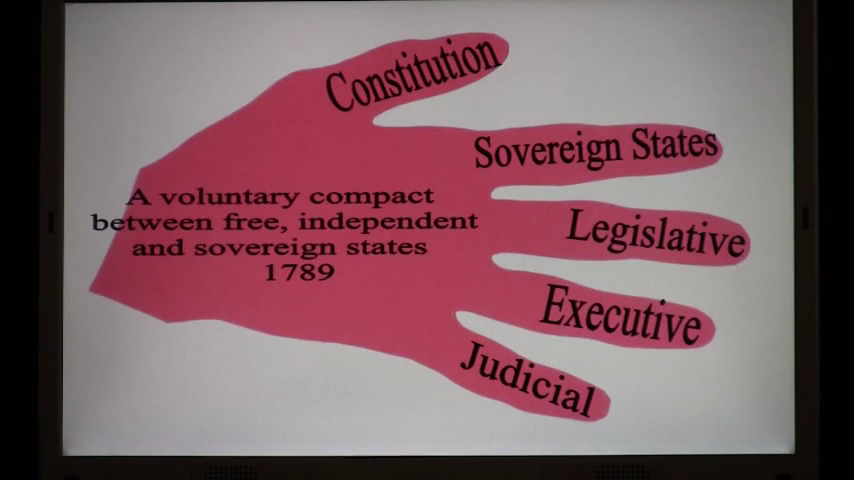 Constitution
Sovereign States
Legislative
Executive
Judicial
A voluntary compact
between free, independent
and sovereign states
1789